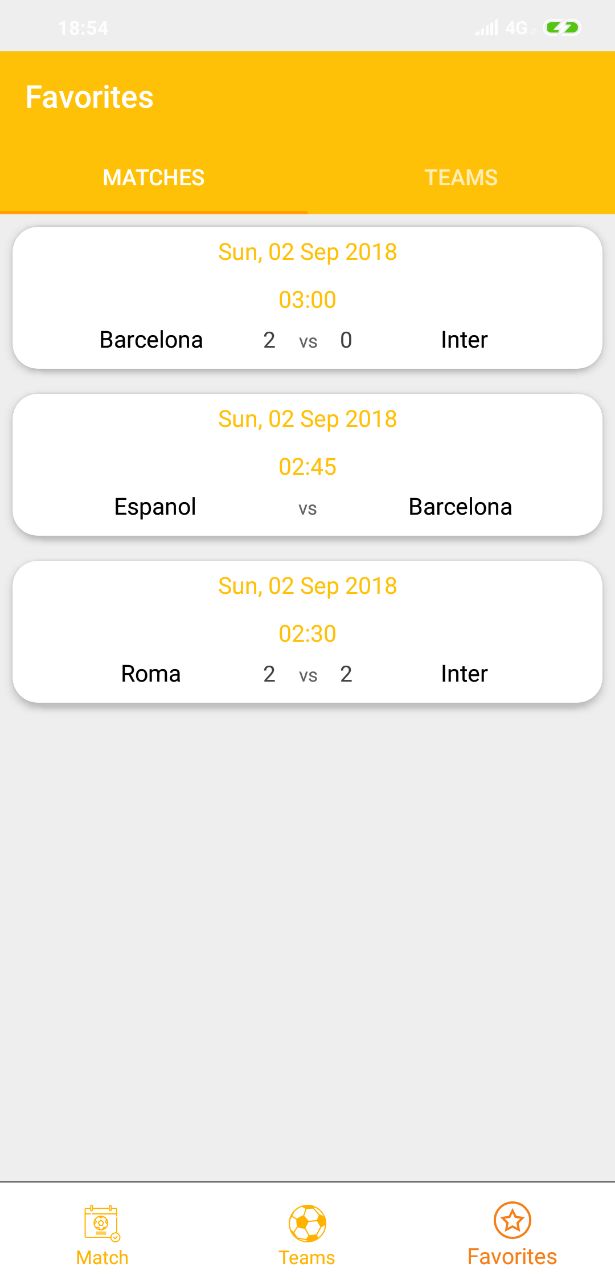 18:54 4G
Favorites
MATCHES TEAMS
Sun, 02 Sep 2018
03:00
Barcelona 2 vs 0 Inter
Sun, 02 Sep 2018
02:45
Espanol vs Barcelona
Sun, 02 Sep 2018
02:30
Roma 2 vs 2 Inter
Match Teams Favorites